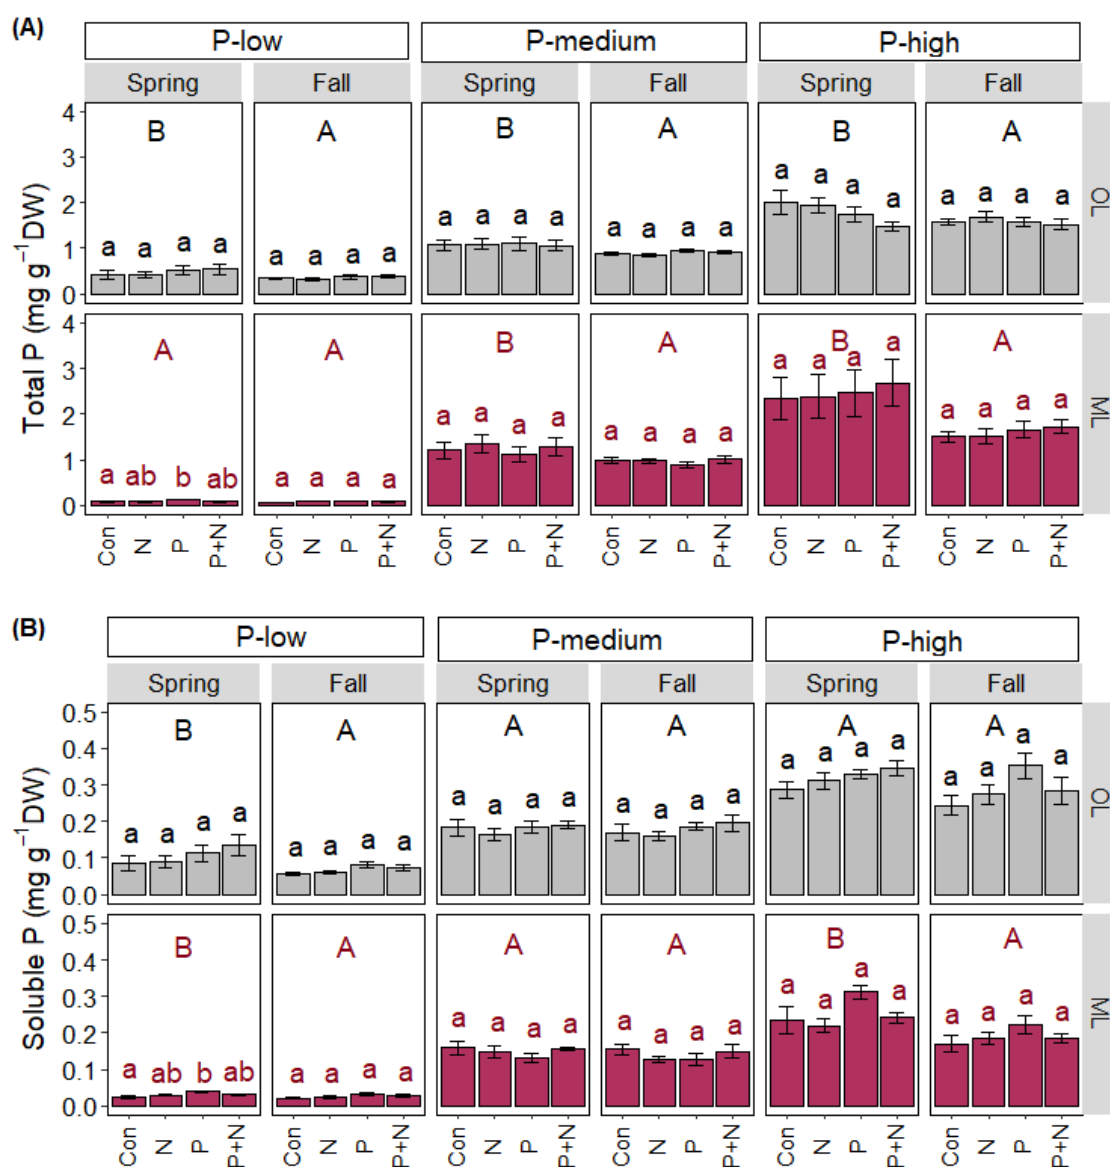 (A)
P-low P-medium P-high
Spring Fall Spring Fall Spring Fall
Total P (mg g⁻¹ DW)
4 3 2 1 0
B A B A B A
a a a a a a a a a a a a a a a a a a a a a a a a
OL
4 3 2 1 0
A A B A B A
a ab b ab a a a a a a a a a a a a a a a a a a a a
ML
Con N P P+N Con N P P+N Con N P P+N Con N P P+N Con N P P+N Con N P P+N
(B)
P-low P-medium P-high
Spring Fall Spring Fall Spring Fall
Soluble P (mg g⁻¹ DW)
0.5 0.4 0.3 0.2 0.1 0.0
B A A A A A
a a a a a a a a a a a a a a a a a a a a a a a a
OL
0.5 0.4 0.3 0.2 0.1 0.0
B A A A B A
a ab b ab a a a a a a a a a a a a a a a a a a a a
ML
Con N P P+N Con N P P+N Con N P P+N Con N P P+N Con N P P+N Con N P P+N